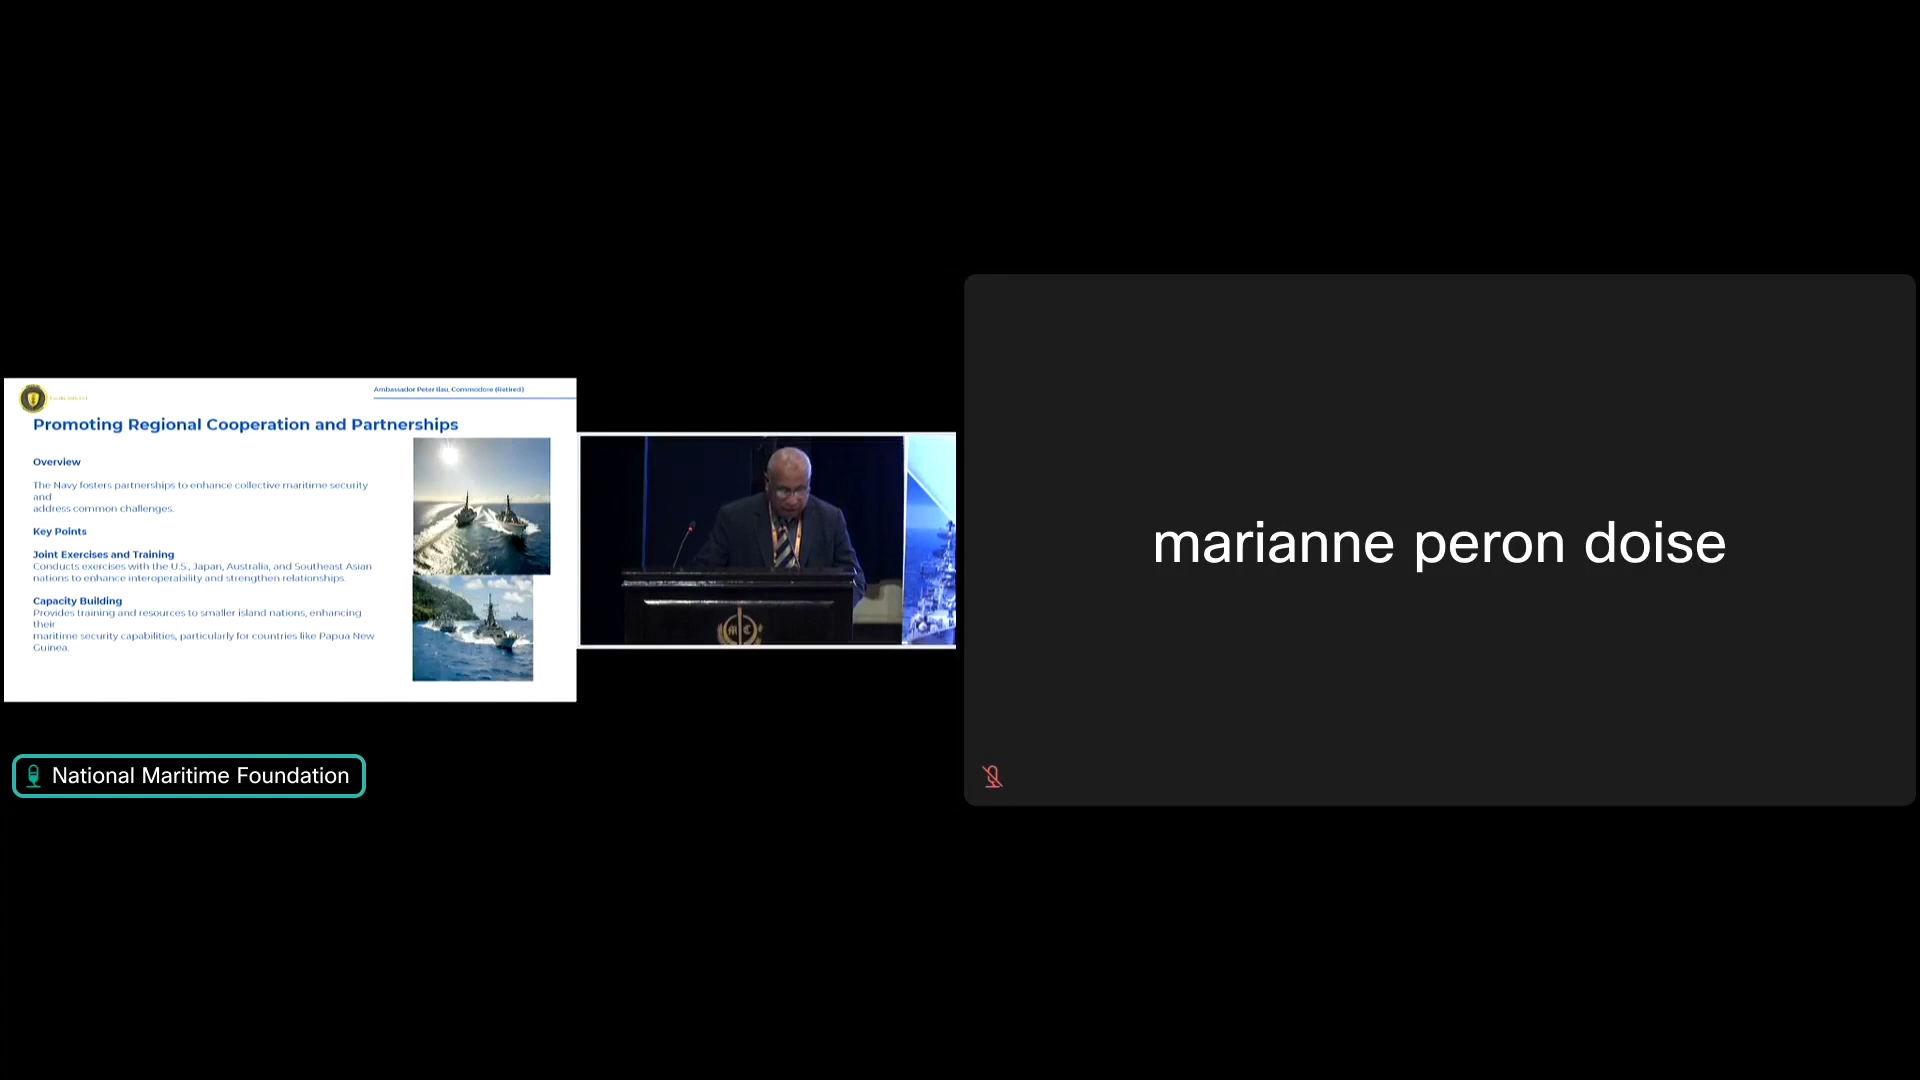 Ambassador Peter Ilau, Commodore (Retired)
Promoting Regional Cooperation and Partnerships
Overview
The Navy fosters partnerships to enhance collective maritime security
and
address common challenges.
Key Points
Joint Exercises and Training
Conducts exercises with the U.S., Japan, Australia, and Southeast Asian
nations to enhance interoperability and strengthen relationships.
Capacity Building
Provides training and resources to smaller island nations, enhancing
their
maritime security capabilities, particularly for countries like Papua New
Guinea.
National Maritime Foundation
marianne peron doise